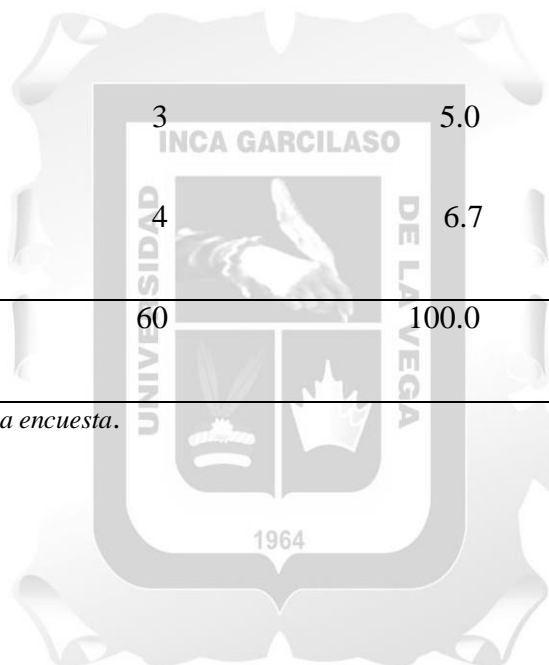 3 5.0
INCA GARCILASO
UNIVERSIDAD
DE LA VEGA
4 6.7
60 100.0
a encuesta.
1964